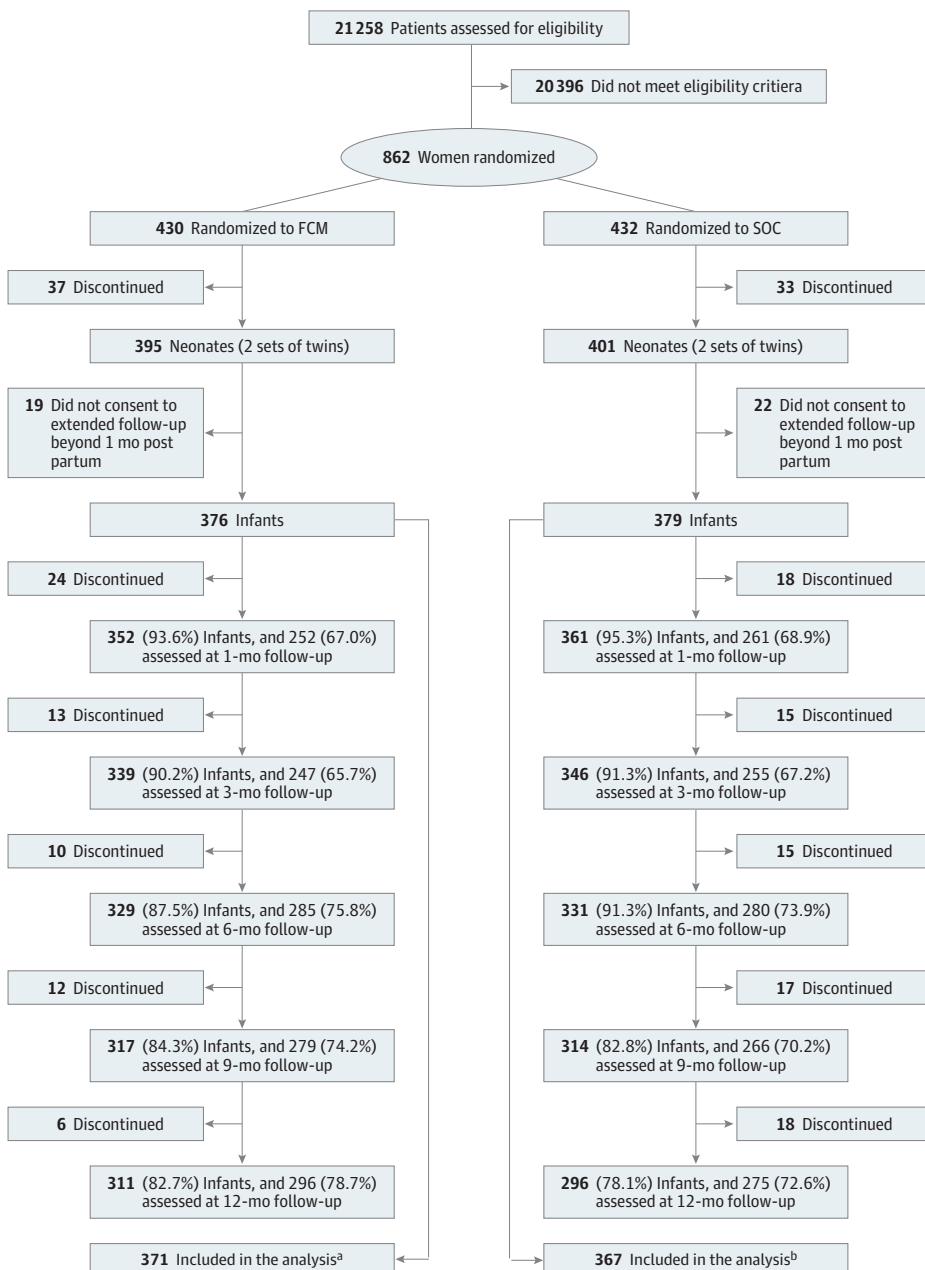 21258 Patients assessed for eligibility
20396 Did not meet eligibility critiera
862 Women randomized
430 Randomized to FCM
432 Randomized to SOC
37 Discontinued
33 Discontinued
395 Neonates (2 sets of twins)
401 Neonates (2 sets of twins)
19 Did not consent to
extended follow-up
beyond 1 mo post
partum
22 Did not consent to
extended follow-up
beyond 1 mo post
partum
376 Infants
379 Infants
24 Discontinued
18 Discontinued
352 (93.6%) Infants, and 252 (67.0%)
assessed at 1-mo follow-up
361 (95.3%) Infants, and 261 (68.9%)
assessed at 1-mo follow-up
13 Discontinued
15 Discontinued
339 (90.2%) Infants, and 247 (65.7%)
assessed at 3-mo follow-up
346 (91.3%) Infants, and 255 (67.2%)
assessed at 3-mo follow-up
10 Discontinued
15 Discontinued
329 (87.5%) Infants, and 285 (75.8%)
assessed at 6-mo follow-up
331 (91.3%) Infants, and 280 (73.9%)
assessed at 6-mo follow-up
12 Discontinued
17 Discontinued
317 (84.3%) Infants, and 279 (74.2%)
assessed at 9-mo follow-up
314 (82.8%) Infants, and 266 (70.2%)
assessed at 9-mo follow-up
6 Discontinued
18 Discontinued
311 (82.7%) Infants, and 296 (78.7%)
assessed at 12-mo follow-up
296 (78.1%) Infants, and 275 (72.6%)
assessed at 12-mo follow-up
371 Included in the analysisᵃ
367 Included in the analysisᵇ